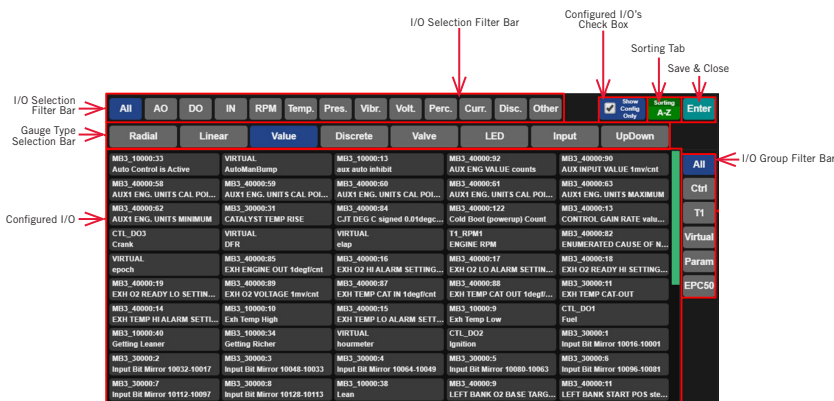 I/O Selection Filter Bar
Configured I/O's
Check Box
Sorting Tab
Save & Close
I/O Selection
Filter Bar
All AO DO IN RPM Temp. Pres. Vibr. Volt. Perc. Curr. Disc. Other
Show
Config
Only
Sorting
A-Z
Enter
Gauge Type
Selection Bar
Radial Linear Value Discrete Valve LED Input UpDown
I/O Group Filter Bar
All
Ctrl
T1
Virtual
Param
EPC50
Configured I/O
MB3_10000:33 VIRTUAL MB3_10000:13 MB3_40000:92 MB3_40000:90
Auto Control is Active AutoManBump aux auto inhibit AUX ENG VALUE counts AUX INPUT VALUE 1mv/cnt
MB3_40000:58 MB3_40000:59 MB3_40000:60 MB3_40000:61 MB3_40000:63
AUX1 ENG. UNITS CAL POI... AUX1 ENG. UNITS CAL POI... AUX1 ENG. UNITS CAL POI... AUX1 ENG. UNITS CAL POI... AUX1 ENG. UNITS MAXIMUM
MB3_40000:62 MB3_30000:31 MB3_40000:84 MB3_40000:122 MB3_40000:13
AUX1 ENG. UNITS MINIMUM CATALYST TEMP RISE CJT DEG C signed 0.01degc... Cold Boot (powerup) Count CONTROL GAIN RATE valu...
CTL_DO3 VIRTUAL VIRTUAL T1_RPM1 MB3_40000:82
Crank DFR elap ENGINE RPM ENUMERATED CAUSE OF N...
VIRTUAL MB3_40000:85 MB3_40000:16 MB3_40000:17 MB3_40000:18
epoch EXH ENGINE OUT 1degf/cnt EXH O2 HI ALARM SETTING... EXH O2 LO ALARM SETTIN... EXH O2 READY HI SETTING...
MB3_40000:19 MB3_40000:89 MB3_40000:87 MB3_40000:88 MB3_30000:11
EXH O2 READY LO SETTIN... EXH O2 VOLTAGE 1mv/cnt EXH TEMP CAT IN 1degf/cnt EXH TEMP CAT OUT 1degf/... EXH TEMP CAT-OUT
MB3_40000:14 MB3_10000:10 MB3_40000:15 MB3_10000:9 CTL_DO1
EXH TEMP HI ALARM SETTI... Exh Temp High EXH TEMP LO ALARM SETT... Exh Temp Low Fuel
MB3_10000:40 MB3_10000:34 VIRTUAL CTL_DO2 MB3_30000:1
Getting Leaner Getting Richer hourmeter Ignition Input Bit Mirror 10016-10001
MB3_30000:2 MB3_30000:3 MB3_30000:4 MB3_30000:5 MB3_30000:6
Input Bit Mirror 10032-10017 Input Bit Mirror 10048-10033 Input Bit Mirror 10064-10049 Input Bit Mirror 10080-10063 Input Bit Mirror 10096-10081
MB3_30000:7 MB3_30000:8 MB3_10000:38 MB3_40000:9 MB3_40000:11
Input Bit Mirror 10112-10097 Input Bit Mirror 10128-10113 Lean LEFT BANK O2 BASE TARG... LEFT BANK START POS ste...